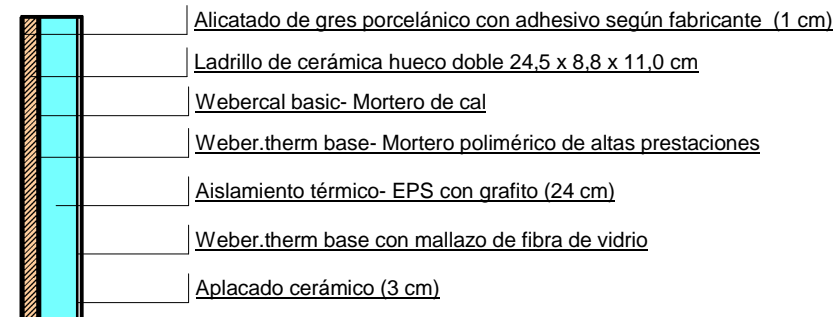 Alicatado de gres porcelánico con adhesivo según fabricante (1 cm)
Ladrillo de cerámica hueco doble 24,5 x 8,8 x 11,0 cm
Webercal basic- Mortero de cal
Weber.therm base- Mortero polimérico de altas prestaciones
Aislamiento térmico- EPS con grafito (24 cm)
Weber.therm base con mallazo de fibra de vidrio
Aplacado cerámico (3 cm)